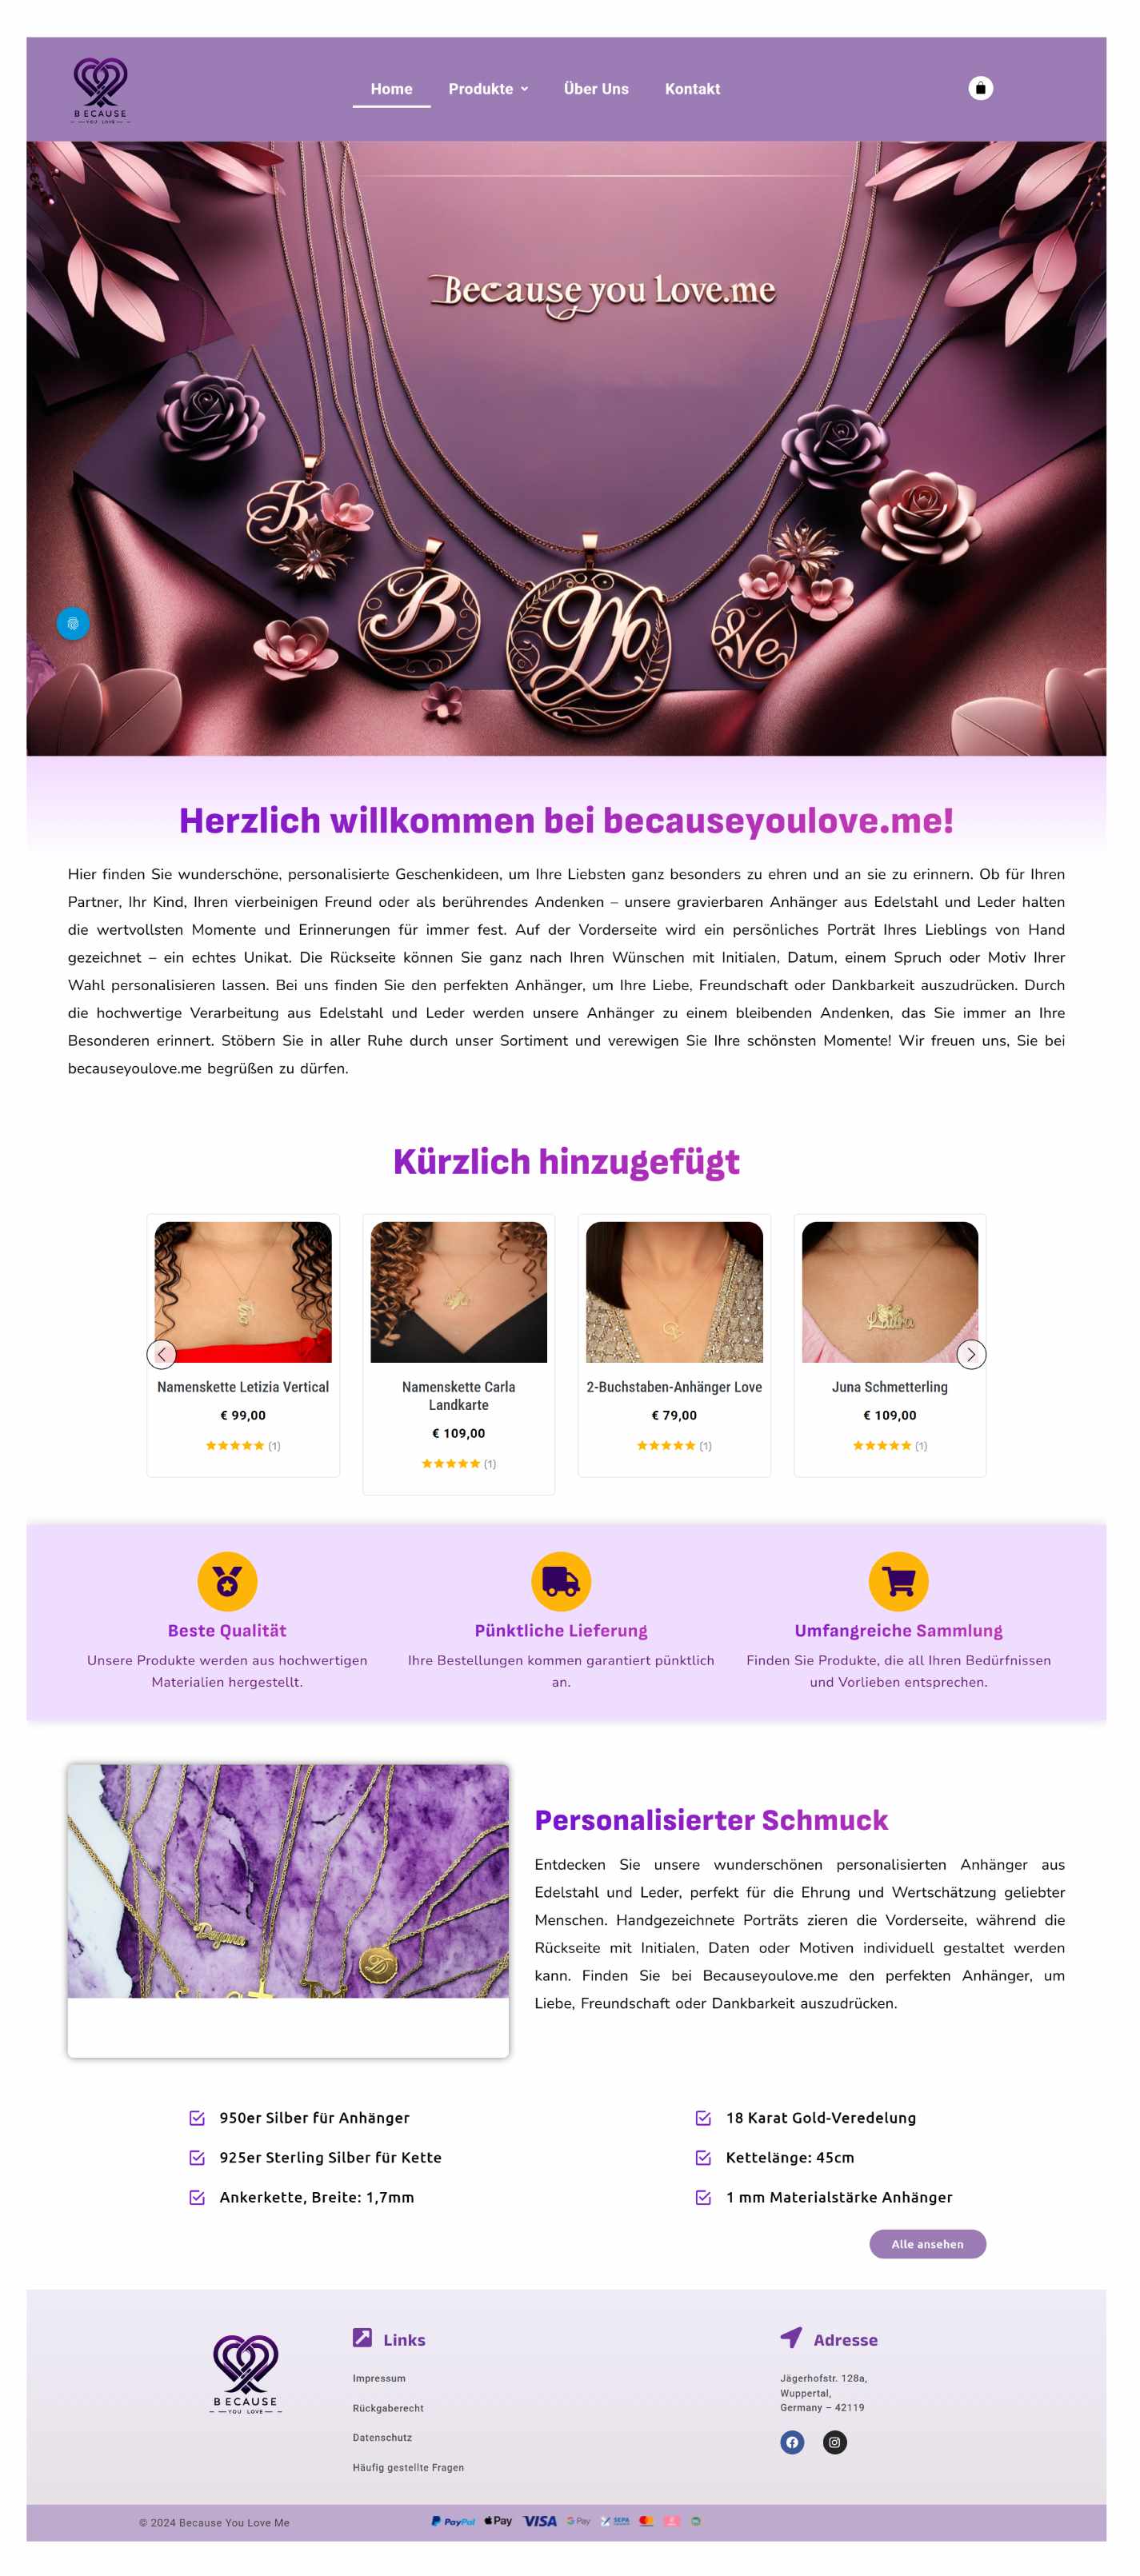 BECAUSE
YOU LOVE
Home
Produkte
Über Uns
Kontakt
Because you Love.me
K
B
Ve
Herzlich willkommen bei becauseyoulove.me!
Hier finden Sie wunderschöne, personalisierte Geschenkideen, um Ihre Liebsten ganz besonders zu ehren und an sie zu erinnern. Ob für Ihren
Partner, Ihr Kind, Ihren vierbeinigen Freund oder als berührendes Andenken – unsere gravierbaren Anhänger aus Edelstahl und Leder halten
die wertvollsten Momente und Erinnerungen für immer fest. Auf der Vorderseite wird ein persönliches Porträt Ihres Lieblings von Hand
gezeichnet – ein echtes Unikat. Die Rückseite können Sie ganz nach Ihren Wünschen mit Initialen, Datum, einem Spruch oder Motiv Ihrer
Wahl personalisieren lassen. Bei uns finden Sie den perfekten Anhänger, um Ihre Liebe, Freundschaft oder Dankbarkeit auszudrücken. Durch
die hochwertige Verarbeitung aus Edelstahl und Leder werden unsere Anhänger zu einem bleibenden Andenken, das Sie immer an Ihre
Besonderen erinnert. Stöbern Sie in aller Ruhe durch unser Sortiment und verewigen Sie Ihre schönsten Momente! Wir freuen uns, Sie bei
becauseyoulove.me begrüßen zu dürfen.
Kürzlich hinzugefügt
Laura
Namenskette Letizia Vertical
€ 99,00
(1)
Namenskette Carla
Landkarte
€ 109,00
(1)
2-Buchstaben-Anhänger Love
€ 79,00
(1)
Juna Schmetterling
€ 109,00
(1)
Beste Qualität
Unsere Produkte werden aus hochwertigen
Materialien hergestellt.
Pünktliche Lieferung
Ihre Bestellungen kommen garantiert pünktlich
an.
Umfangreiche Sammlung
Finden Sie Produkte, die all Ihren Bedürfnissen
und Vorlieben entsprechen.
Dejana
D
Personalisierter Schmuck
Entdecken Sie unsere wunderschönen personalisierten Anhänger aus
Edelstahl und Leder, perfekt für die Ehrung und Wertschätzung geliebter
Menschen. Handgezeichnete Porträts zieren die Vorderseite, während die
Rückseite mit Initialen, Daten oder Motiven individuell gestaltet werden
kann. Finden Sie bei Becauseyoulove.me den perfekten Anhänger, um
Liebe, Freundschaft oder Dankbarkeit auszudrücken.
950er Silber für Anhänger
925er Sterling Silber für Kette
Ankerkette, Breite: 1,7mm
18 Karat Gold-Veredelung
Kettelänge: 45cm
1 mm Materialstärke Anhänger
Alle ansehen
BECAUSE
YOU LOVE
Links
Impressum
Rückgaberecht
Datenschutz
Häufig gestellte Fragen
Adresse
Jägerhofstr. 128a,
Wuppertal,
Germany – 42119
© 2024 Because You Love Me
PayPal Pay VISA G Pay SEPA